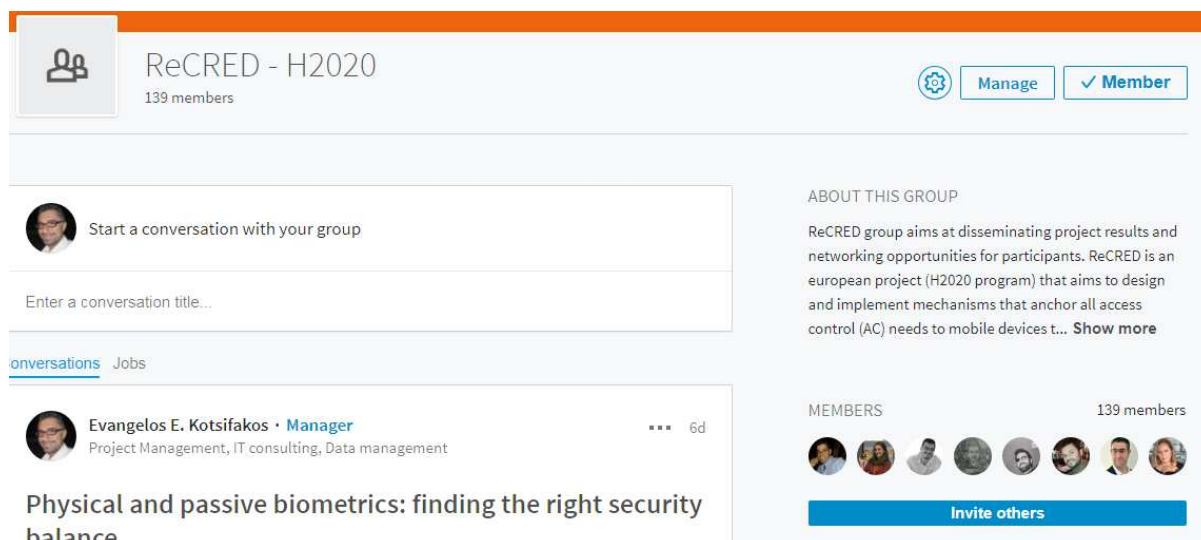 ReCRED - H2020
139 members
Manage
✓ Member
Start a conversation with your group
Enter a conversation title...
Conversations Jobs
Evangelos E. Kotsifakos · Manager
6d
Project Management, IT consulting, Data management
Physical and passive biometrics: finding the right security
balance
ABOUT THIS GROUP
ReCRED group aims at disseminating project results and
networking opportunities for participants. ReCRED is an
european project (H2020 program) that aims to design
and implement mechanisms that anchor all access
control (AC) needs to mobile devices t... Show more
MEMBERS
139 members
Invite others